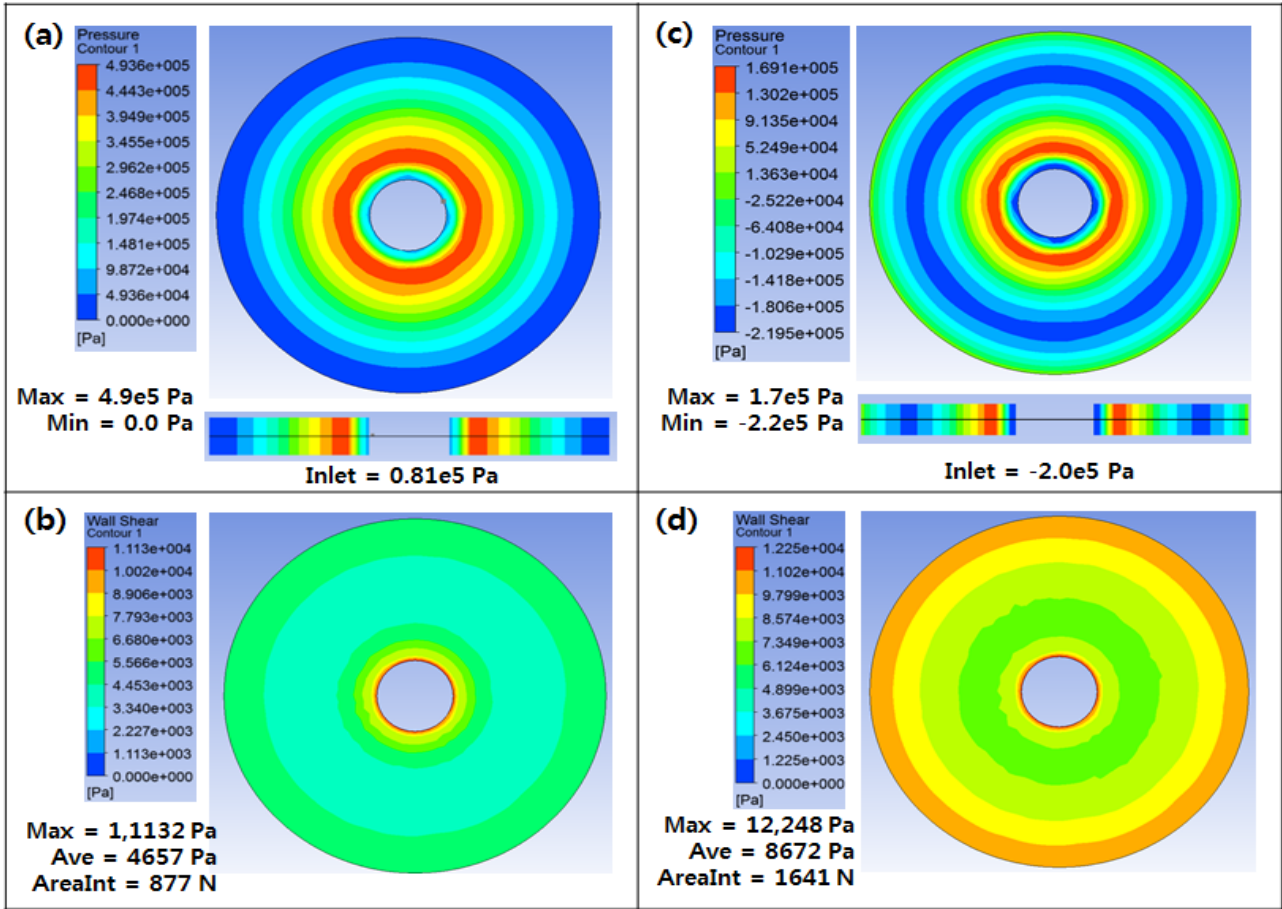 (a)
Pressure
Contour 1
4.936e+005
4.443e+005
3.949e+005
3.455e+005
2.962e+005
2.468e+005
1.974e+005
1.481e+005
9.872e+004
4.936e+004
0.000e+000
[Pa]
Max = 4.9e5 Pa
Min = 0.0 Pa
Inlet = 0.81e5 Pa
(c)
Pressure
Contour 1
1.691e+005
1.302e+005
9.135e+004
5.249e+004
1.363e+004
-2.522e+004
-6.408e+004
-1.029e+005
-1.418e+005
-1.806e+005
-2.195e+005
[Pa]
Max = 1.7e5 Pa
Min = -2.2e5 Pa
Inlet = -2.0e5 Pa
(b)
Wall Shear
Contour 1
1.113e+004
1.002e+004
8.906e+003
7.793e+003
6.680e+003
5.566e+003
4.453e+003
3.340e+003
2.227e+003
1.113e+003
0.000e+000
[Pa]
Max = 1,1132 Pa
Ave = 4657 Pa
AreaInt = 877 N
(d)
Wall Shear
Contour 1
1.225e+004
1.102e+004
9.799e+003
8.574e+003
7.349e+003
6.124e+003
4.899e+003
3.675e+003
2.450e+003
1.225e+003
0.000e+000
[Pa]
Max = 12,248 Pa
Ave = 8672 Pa
AreaInt = 1641 N